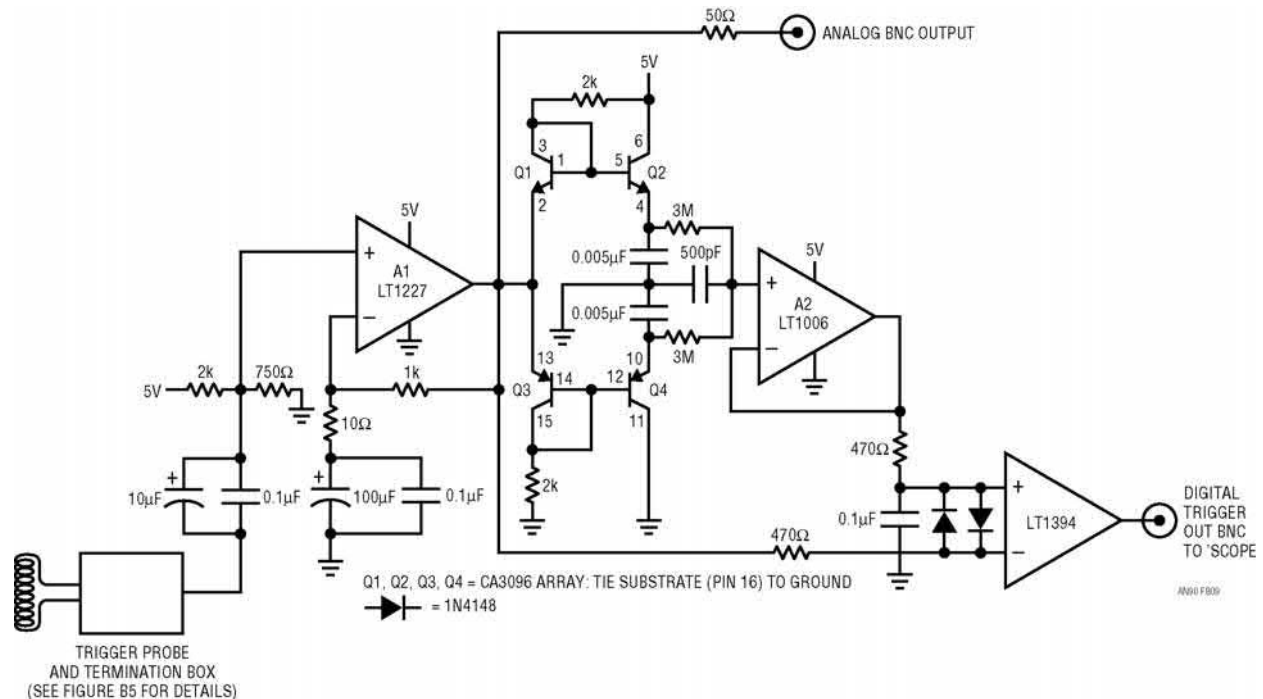 50Ω
ANALOG BNC OUTPUT
5V
2k
3
1
5
6
Q1
Q2
2
4
3M
5V
0.005µF
500pF
5V
+
A1
LT1227
−
+
A2
LT1006
−
0.005µF
3M
13
14
12
10
Q3
Q4
15
11
2k
5V
2k
750Ω
1k
10Ω
470Ω
+
10µF
0.1µF
+
100µF
0.1µF
2k
0.1µF
+
LT1394
−
DIGITAL
TRIGGER
OUT BNC
TO 'SCOPE
470Ω
Q1, Q2, Q3, Q4 = CA3096 ARRAY: TIE SUBSTRATE (PIN 16) TO GROUND
= 1N4148
AN90 FB09
TRIGGER PROBE
AND TERMINATION BOX
(SEE FIGURE B5 FOR DETAILS)